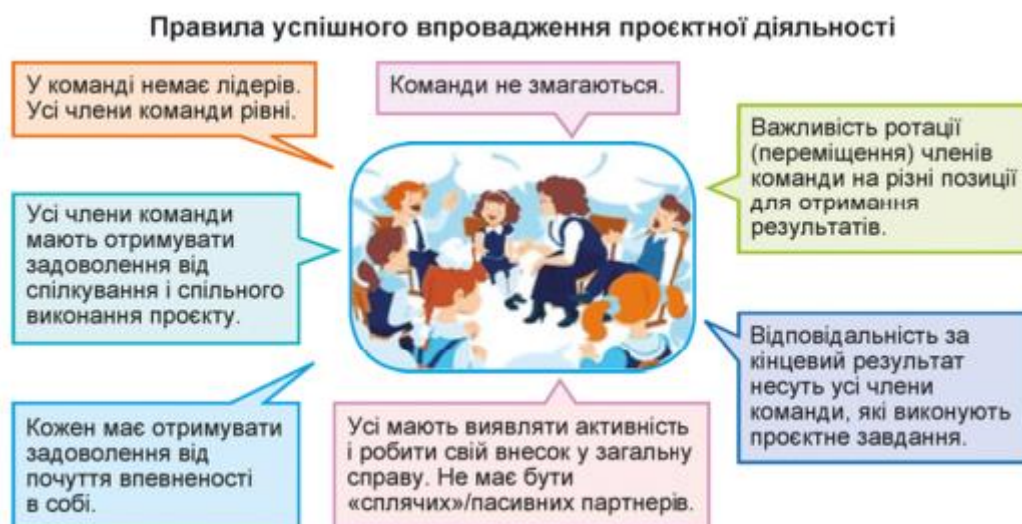 Правила успішного впровадження проєктної діяльності
У команді немає лідерів.
Усі члени команди рівні.
Команди не змагаються.
Важливість ротації
(переміщення) членів
команди на різні позиції
для отримання
результатів.
Усі члени команди
мають отримувати
задоволення від
спілкування і спільного
виконання проєкту.
Відповідальність за
кінцевий результат
несуть усі члени
команди, які виконують
проєктне завдання.
Кожен має отримувати
задоволення від
почуття впевненості
в собі.
Усі мають виявляти активність
і робити свій внесок у загальну
справу. Не має бути
«сплячих»/пасивних партнерів.